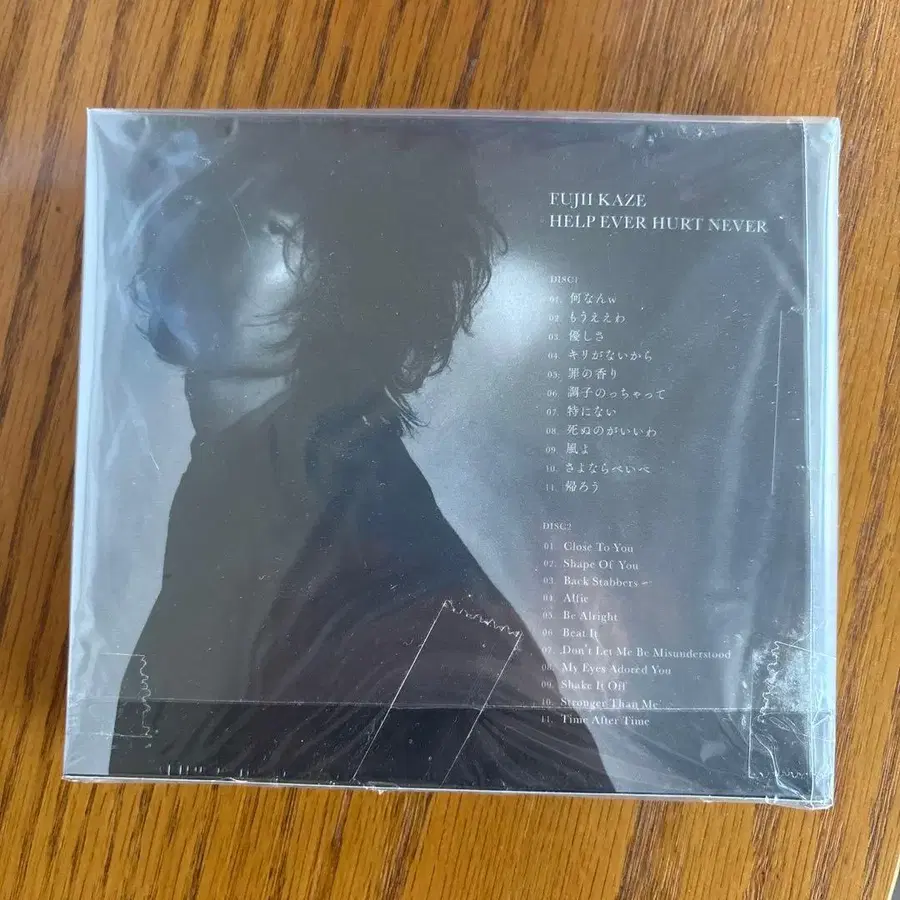 FUJII KAZE
HELP EVER HURT NEVER
DISC1
01. 何なんw
02. もうええわ
03. 優しさ
04. キリがないから
05. 罪の香り
06. 調子のっちゃって
07. 特にない
08. 死ぬのがいいわ
09. 風よ
10. さよならべいべ
11. 帰ろう
DISC2
01. Close To You
02. Shape Of You
03. Back Stabbers
04. Alfie
05. Be Alright
06. Beat It
07. Don't Let Me Be Misunderstood
08. My Eyes Adored You
09. Shake It Off
10. Stronger Than Me
11. Time After Time